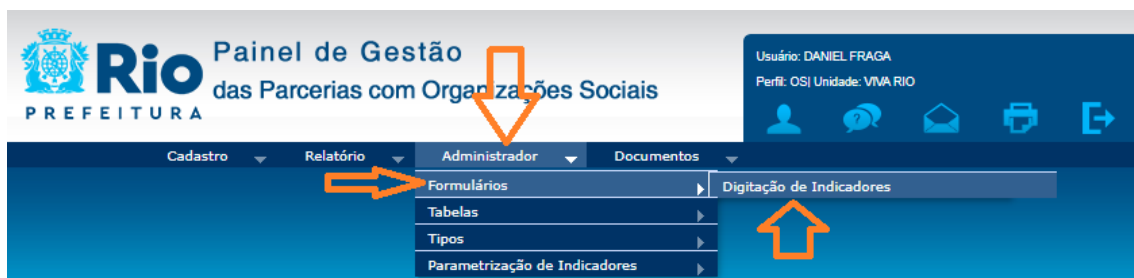 Rio
PREFEITURA
Painel de Gestão
das Parcerias com Organizações Sociais
Usuário: DANIEL FRAGA
Perfil: OS| Unidade: VIVA RIO
Cadastro Relatório Administrador Documentos
Formulários Digitação de Indicadores
Tabelas
Tipos
Parametrização de Indicadores